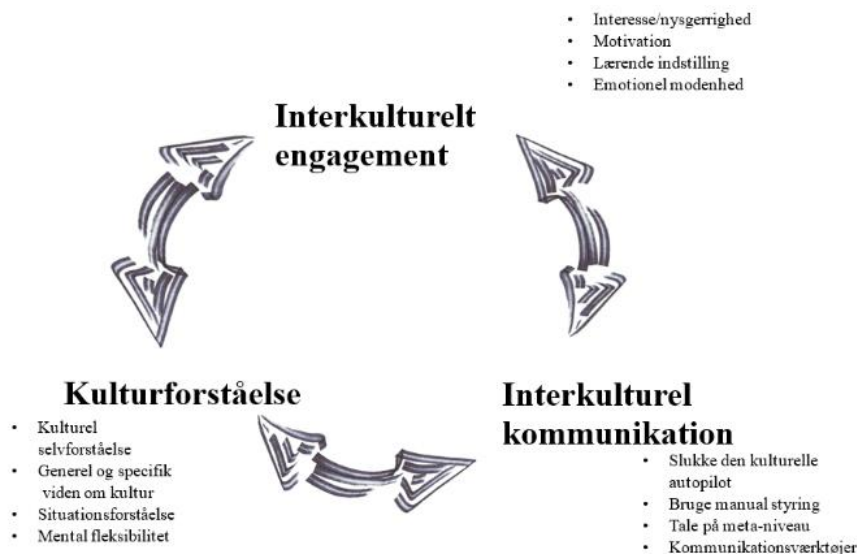 • Interesse/nysgerrighed
• Motivation
• Lærende indstilling
• Emotionel modenhed
Interkulturelt
engagement
Kulturforståelse
• Kulturel
selvforståelse
• Generel og specifik
viden om kultur
• Situationsforståelse
• Mental fleksibilitet
Interkulturel
kommunikation
• Slukke den kulturelle
autopilot
• Bruge manual styring
• Tale på meta-niveau
• Kommunikationsværktøjer